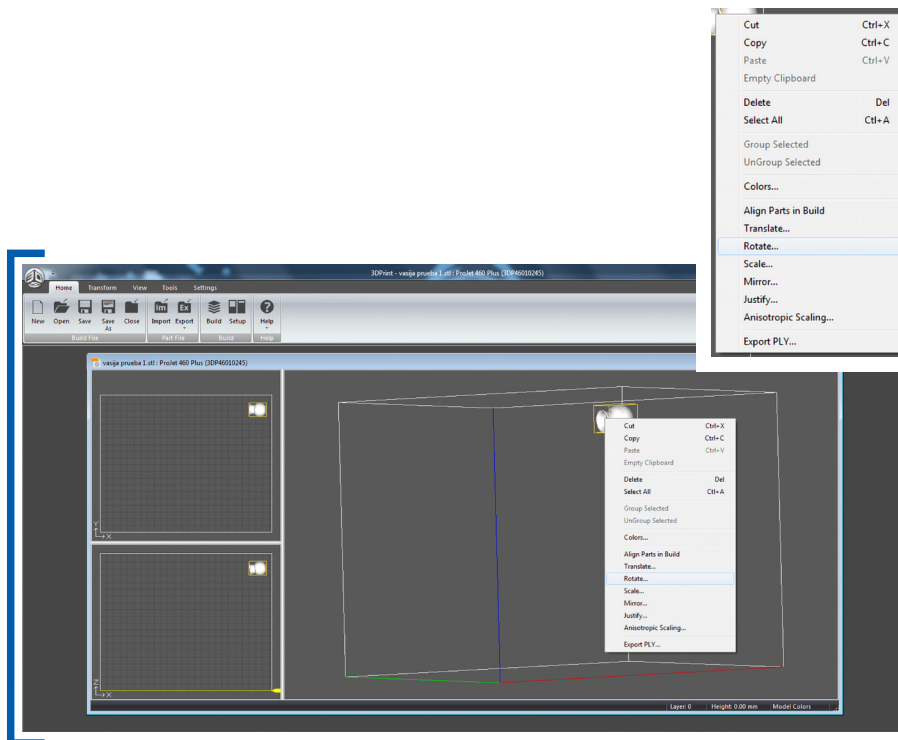 Cut Ctrl+X
Copy Ctrl+C
Paste Ctrl+V
Empty Clipboard
Delete Del
Select All Ctl+A
Group Selected
UnGroup Selected
Colors...
Align Parts in Build
Translate...
Rotate...
Scale...
Mirror...
Justify...
Anisotropic Scaling...
Export PLY...
3DPrint - vasija prueba 1.stl : ProJet 460 Plus (3DP46010245)
Home Transform View Tools Settings
New Open Save Save As Close Import Export Build Setup Help
Build File Part File Build Help
vasija prueba 1.stl : ProJet 460 Plus (3DP46010245)
Y
X
Z
X
Cut Ctrl+X
Copy Ctrl+C
Paste Ctrl+V
Empty Clipboard
Delete Del
Select All Ctl+A
Group Selected
UnGroup Selected
Colors...
Align Parts in Build
Translate...
Rotate...
Scale...
Mirror...
Justify...
Anisotropic Scaling...
Export PLY...
Layer: 0 Height: 0.00 mm Model Colors